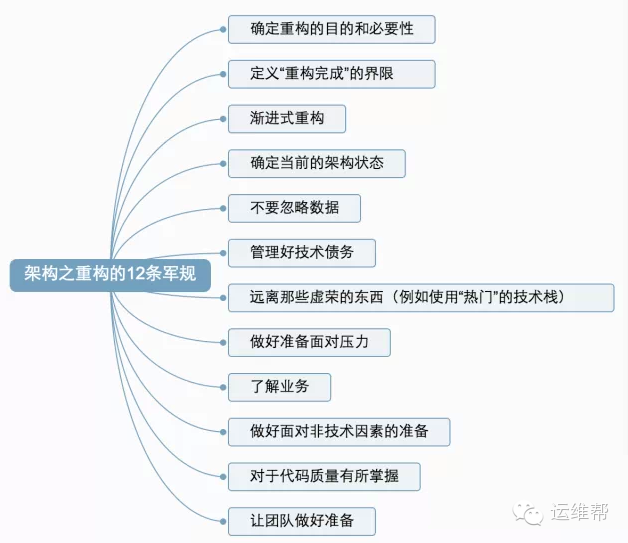 确定重构的目的和必要性
定义“重构完成”的界限
渐进式重构
确定当前的架构状态
不要忽略数据
管理好技术债务
架构之重构的12条军规
远离那些虚荣的东西（例如使用“热门”的技术栈）
做好准备面对压力
了解业务
做好面对非技术因素的准备
对于代码质量有所掌握
让团队做好准备
运维帮